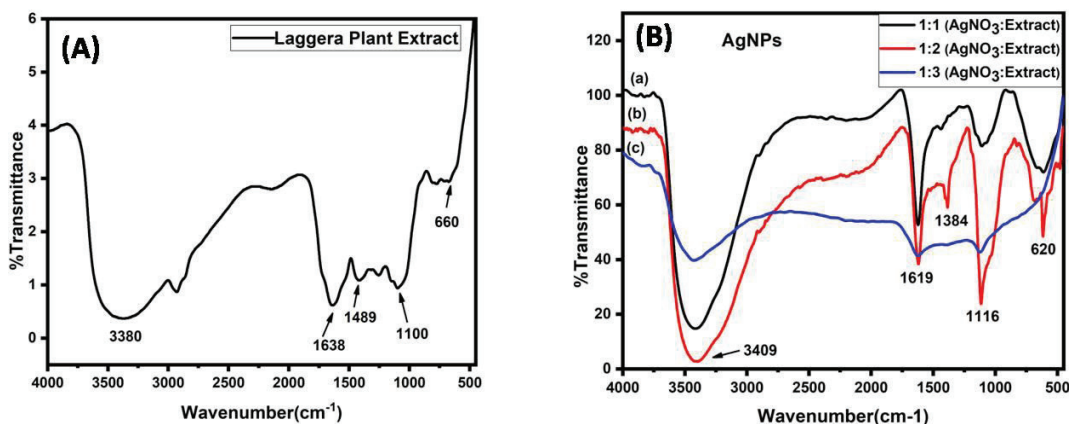 (A)
Laggera Plant Extract
6
5
4
3
2
1
0
%Transmittance
3380
1638
1489
1100
660
4000 3500 3000 2500 2000 1500 1000 500
Wavenumber(cm⁻¹)
(B)
AgNPs
1:1 (AgNO₃:Extract)
1:2 (AgNO₃:Extract)
1:3 (AgNO₃:Extract)
120
100
80
60
40
20
0
%Transmittance
(a)
(b)
(c)
3409
1619
1384
1116
620
4000 3500 3000 2500 2000 1500 1000 500
Wavenumber(cm-1)